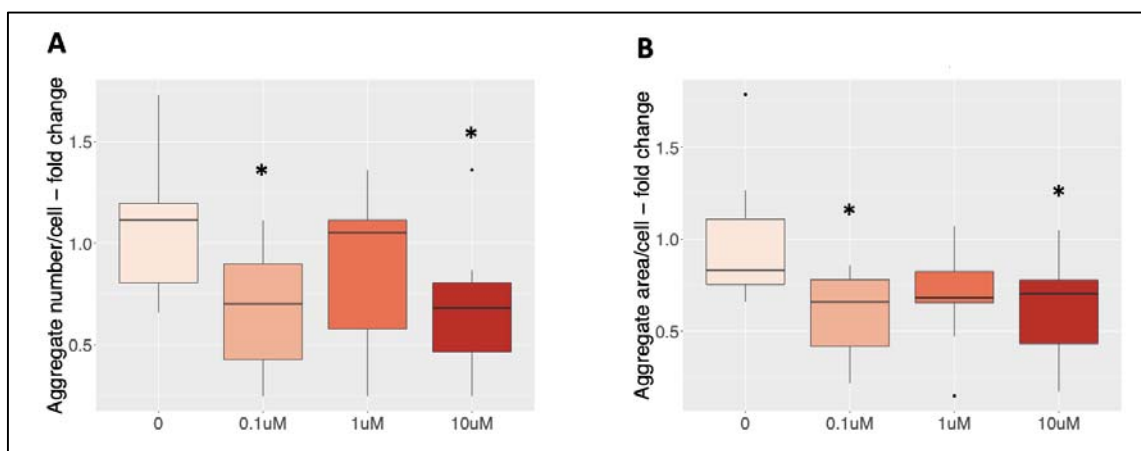 A
Aggregate number/cell – fold change
1.5
1.0
0.5
*
*
0
0.1uM
1uM
10uM
B
Aggregate area/cell – fold change
1.5
1.0
0.5
*
*
0
0.1uM
1uM
10uM